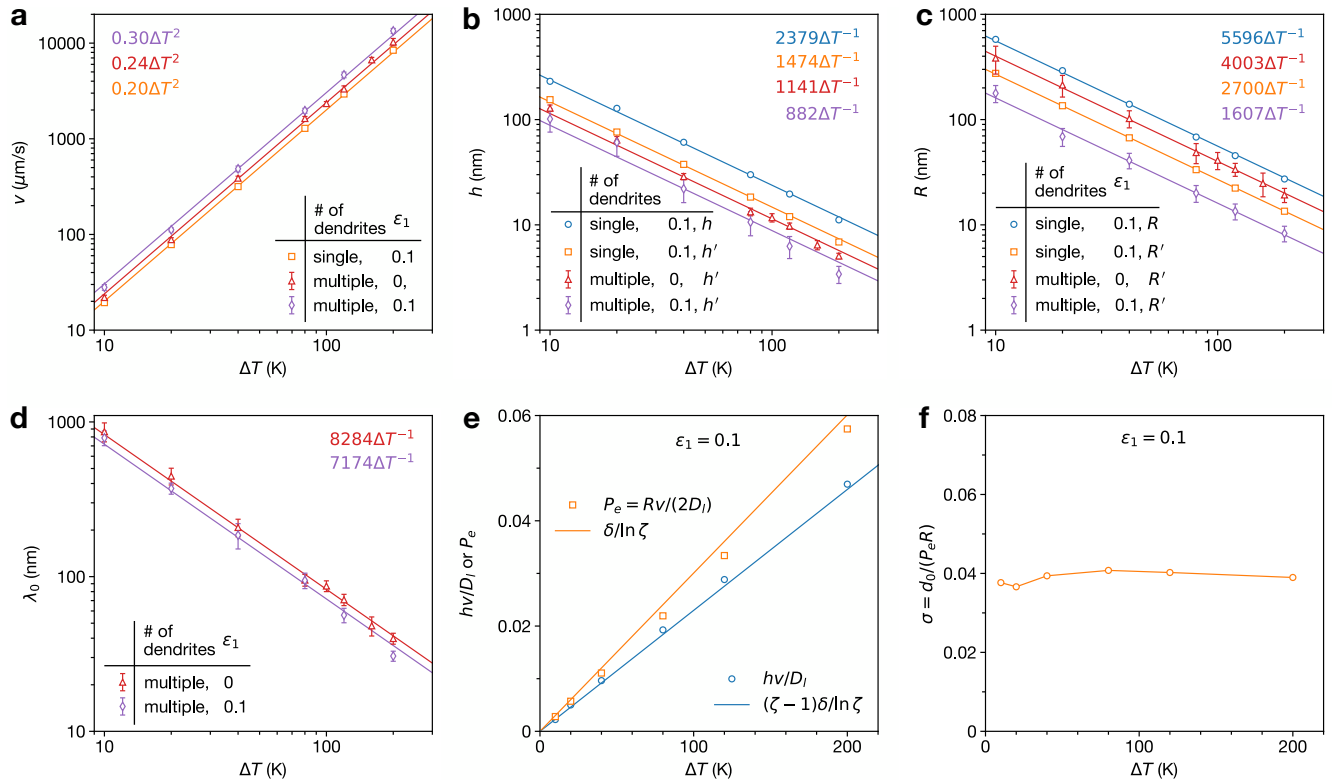 a
0.30ΔT²
0.24ΔT²
0.20ΔT²
10000
1000
100
10
v (μm/s)
# of
dendrites ε₁
single, 0.1
multiple, 0,
multiple, 0.1
10
100
ΔT (K)
b
2379ΔT⁻¹
1474ΔT⁻¹
1141ΔT⁻¹
882ΔT⁻¹
1000
100
10
1
h (nm)
# of
dendrites ε₁
single, 0.1, h
single, 0.1, h′
multiple 0, h′
multiple 0.1, h′
10
100
ΔT (K)
c
5596ΔT⁻¹
4003ΔT⁻¹
2700ΔT⁻¹
1607ΔT⁻¹
1000
100
10
1
R (nm)
# of
dendrites ε₁
single, 0.1, R
single, 0.1, R′
multiple, 0, R′
multiple, 0.1, R′
10
100
ΔT (K)
d
8284ΔT⁻¹
7174ΔT⁻¹
1000
100
10
λ₀ (nm)
# of
dendrites ε₁
multiple, 0
multiple, 0.1
10
100
ΔT (K)
e
ε₁ = 0.1
0.06
0.04
0.02
0
hv/Dₗ or Pₑ
Pₑ = Rv/(2Dₗ)
δ/ln ζ
hv/Dₗ
(ζ − 1)δ/ln ζ
0
100
200
ΔT (K)
f
ε₁ = 0.1
0.08
0.06
0.04
0.02
0.00
σ = d₀/(PₑR)
0
100
200
ΔT (K)